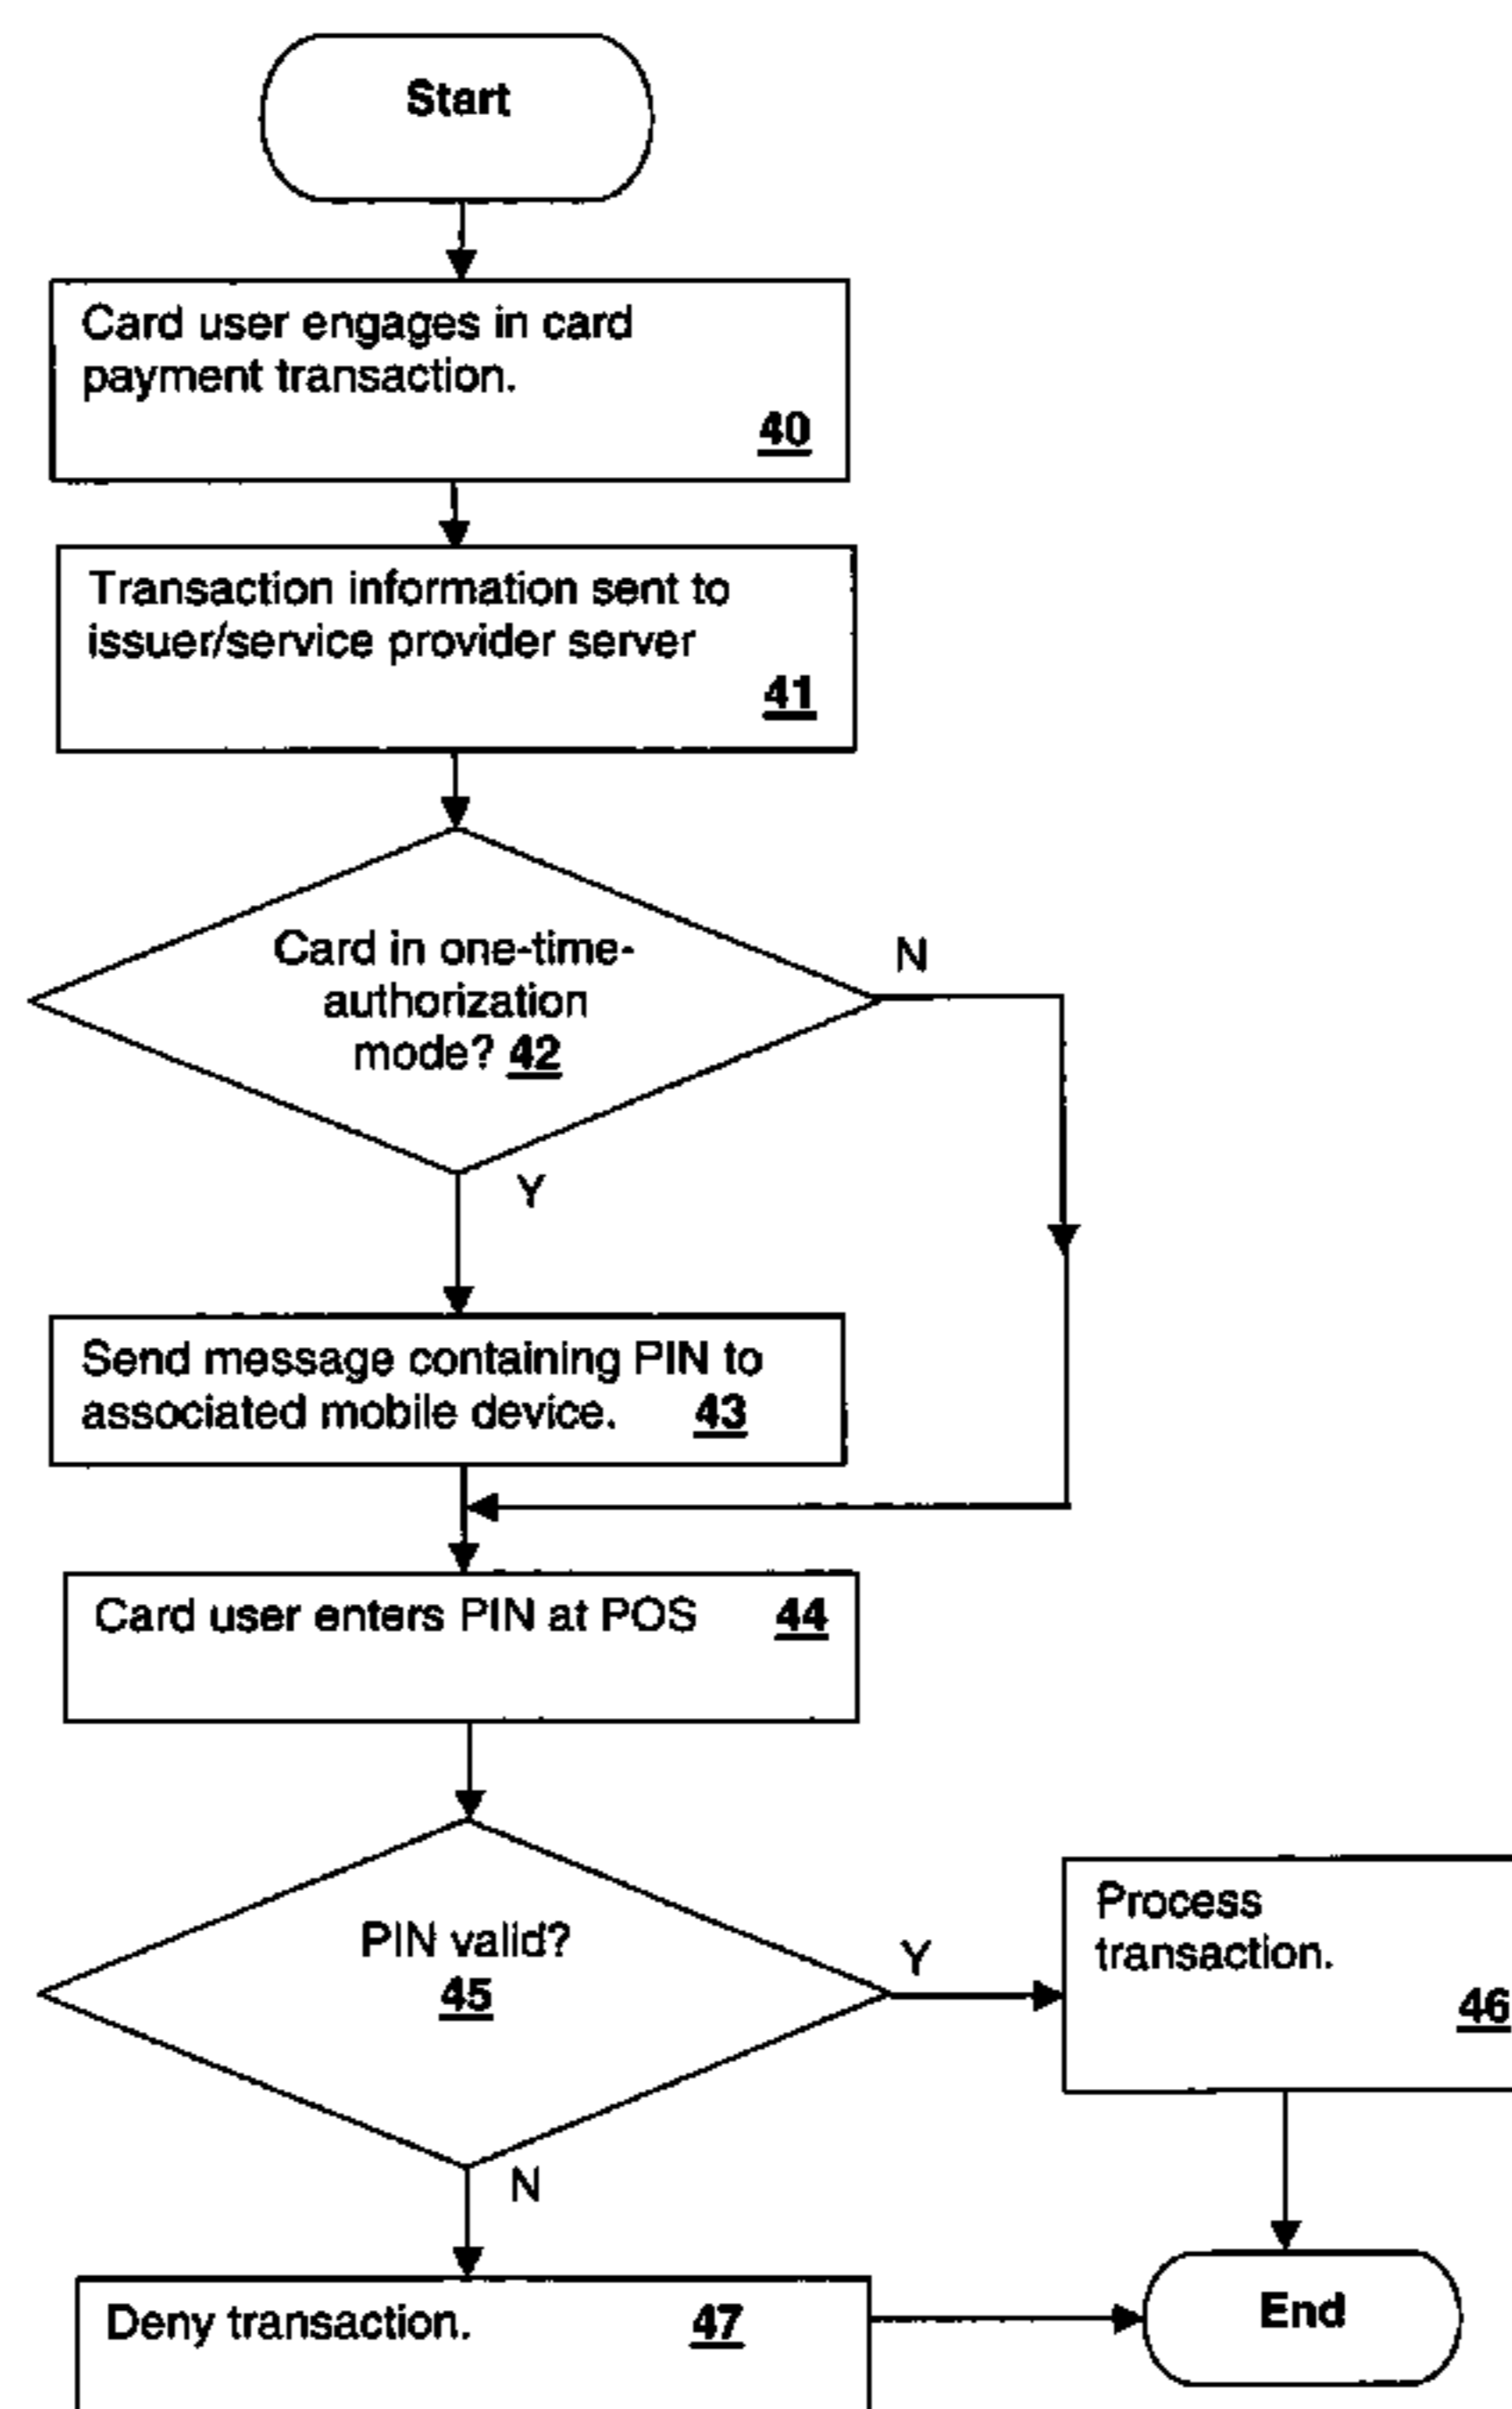 Start
Card user engages in card
payment transaction.
40
Transaction information sent to
issuer/service provider server
41
Card in one-time-
authorization
mode? 42
N
Y
Send message containing PIN to
associated mobile device. 43
Card user enters PIN at POS 44
PIN valid?
45
Y
Process
transaction.
46
N
Deny transaction. 47
End